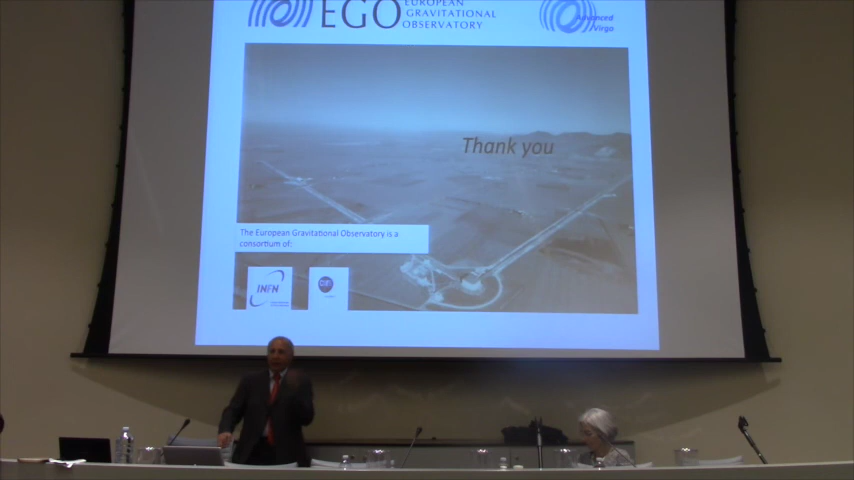 EGO
EUROPEAN
GRAVITATIONAL
OBSERVATORY
Advanced
Virgo
Thank you
The European Gravitational Observatory is a
consortium of:
INFN